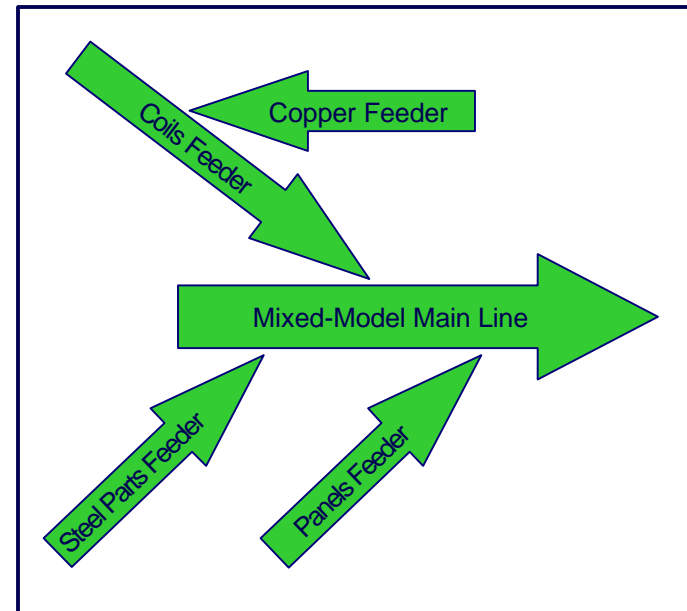 Copper Feeder
Coils Feeder
Mixed-Model Main Line
Steel Parts Feeder
Panels Feeder